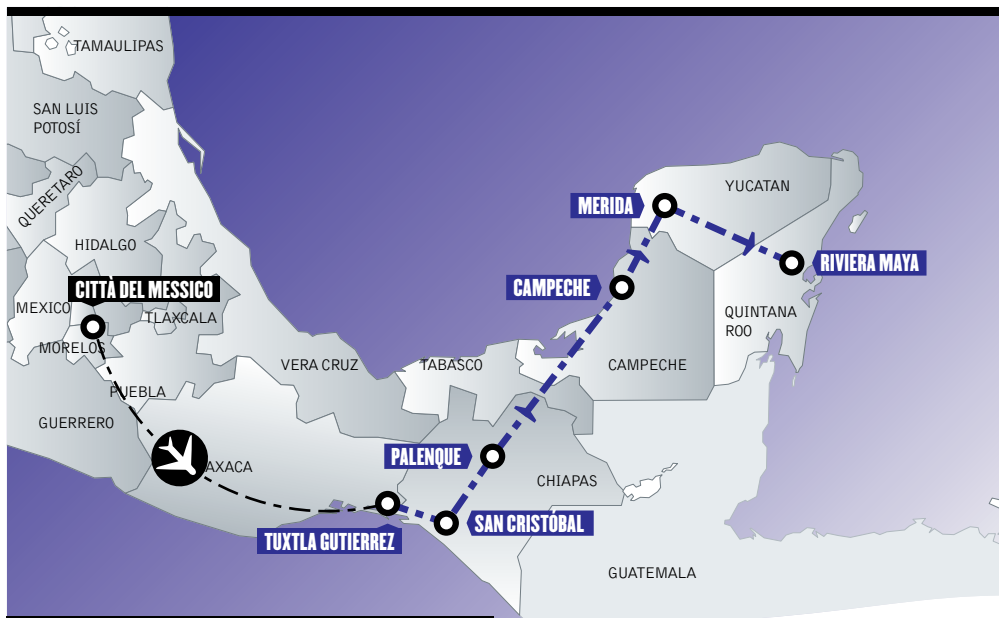 TAMAULIPAS
SAN LUIS
POTOSÍ
QUERETARO
HIDALGO
CITTÀ DEL MESSICO
MEXICO
TLAXCALA
MORELOS
PUEBLA
GUERRERO
AXACA
VERA CRUZ
TABASCO
MERIDA
YUCATAN
RIVIERA MAYA
CAMPECHE
QUINTANA
ROO
CAMPECHE
PALENQUE
CHIAPAS
SAN CRISTÓBAL
TUXTLA GUTIERREZ
GUATEMALA